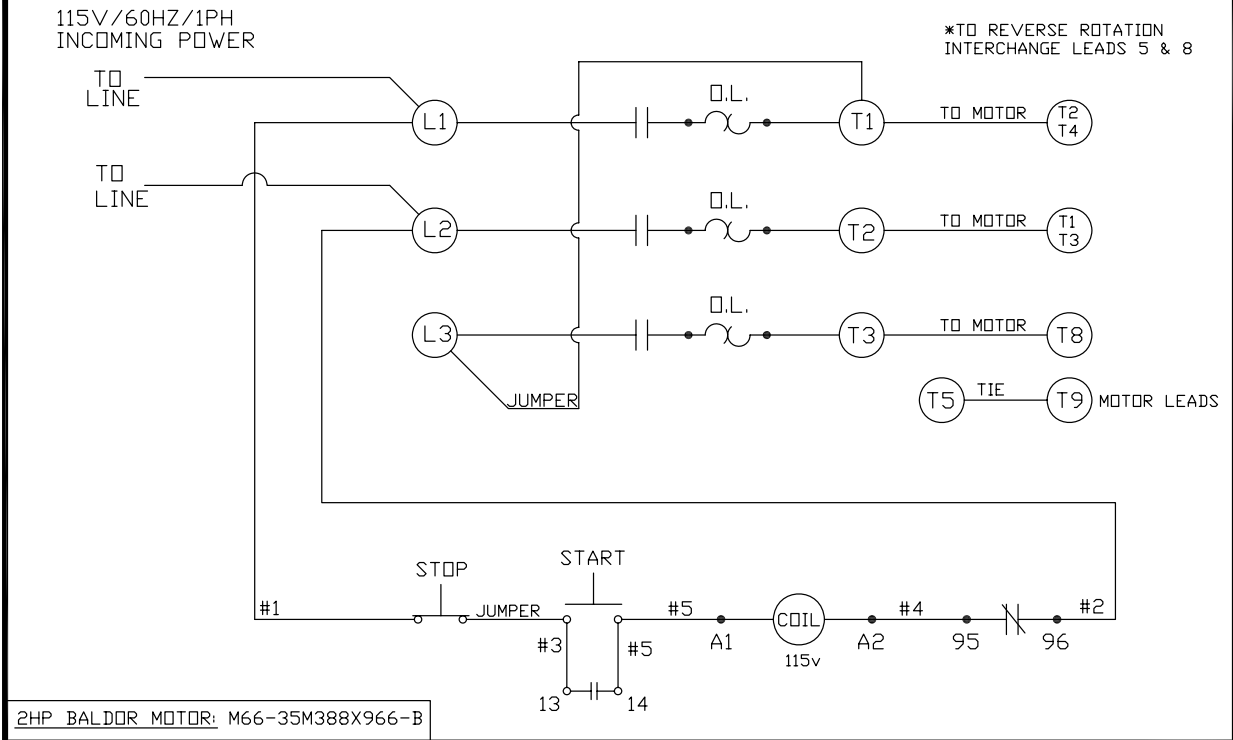 115V/60HZ/1PH
INCOMING POWER
*TO REVERSE ROTATION
INTERCHANGE LEADS 5 & 8
TO
LINE
L1
O.L.
T1
TO MOTOR
T2
T4
TO
LINE
L2
O.L.
T2
TO MOTOR
T1
T3
L3
O.L.
T3
TO MOTOR
T8
JUMPER
T5
TIE
T9
MOTOR LEADS
STOP
START
#1
JUMPER
#3
#5
#5
A1
COIL
115v
A2
#4
95
96
#2
13
14
2HP BALDOR MOTOR: M66-35M388X966-B